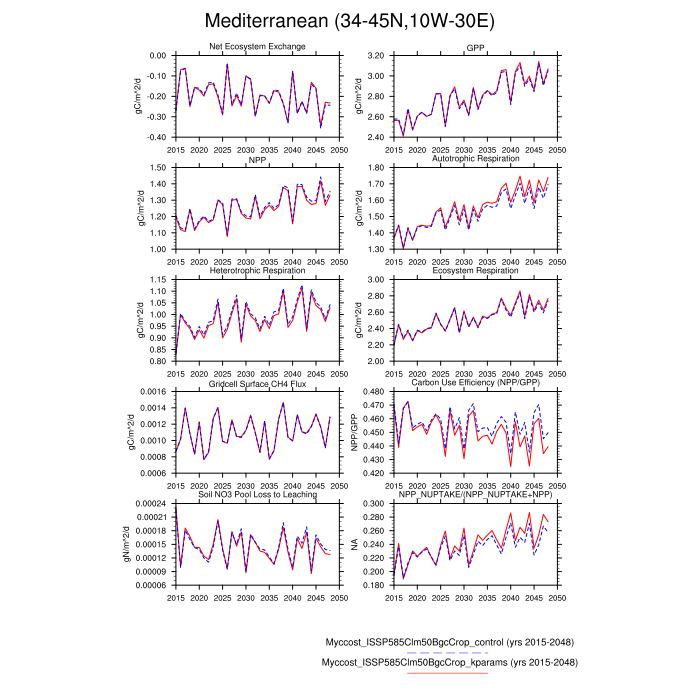 Mediterranean (34-45N,10W-30E)
Net Ecosystem Exchange
GPP
gC/m^2/d
0.00
-0.10
-0.20
-0.30
-0.40
gC/m^2/d
3.20
3.00
2.80
2.60
2.40
2015 2020 2025 2030 2035 2040 2045 2050
2015 2020 2025 2030 2035 2040 2045 2050
NPP
Autotrophic Respiration
gC/m^2/d
1.50
1.40
1.30
1.20
1.10
1.00
gC/m^2/d
1.80
1.70
1.60
1.50
1.40
1.30
2015 2020 2025 2030 2035 2040 2045 2050
2015 2020 2025 2030 2035 2040 2045 2050
Heterotrophic Respiration
Ecosystem Respiration
gC/m^2/d
1.15
1.10
1.05
1.00
0.95
0.90
0.85
0.80
gC/m^2/d
3.00
2.80
2.60
2.40
2.20
2.00
2015 2020 2025 2030 2035 2040 2045 2050
2015 2020 2025 2030 2035 2040 2045 2050
Gridcell Surface CH4 Flux
Carbon Use Efficiency (NPP/GPP)
gC/m^2/d
0.0016
0.0014
0.0012
0.0010
0.0008
0.0006
NPP/GPP
0.480
0.470
0.460
0.450
0.440
0.430
0.420
2015 2020 2025 2030 2035 2040 2045 2050
2015 2020 2025 2030 2035 2040 2045 2050
Soil NO3 Pool Loss to Leaching
NPP_NUPTAKE/(NPP_NUPTAKE+NPP)
gN/m^2/d
0.00024
0.00021
0.00018
0.00015
0.00012
0.00009
0.00006
NA
0.300
0.280
0.260
0.240
0.220
0.200
0.180
2015 2020 2025 2030 2035 2040 2045 2050
2015 2020 2025 2030 2035 2040 2045 2050
Myccost_ISSP585Clm50BgcCrop_control (yrs 2015-2048)
Myccost_ISSP585Clm50BgcCrop_kparams (yrs 2015-2048)